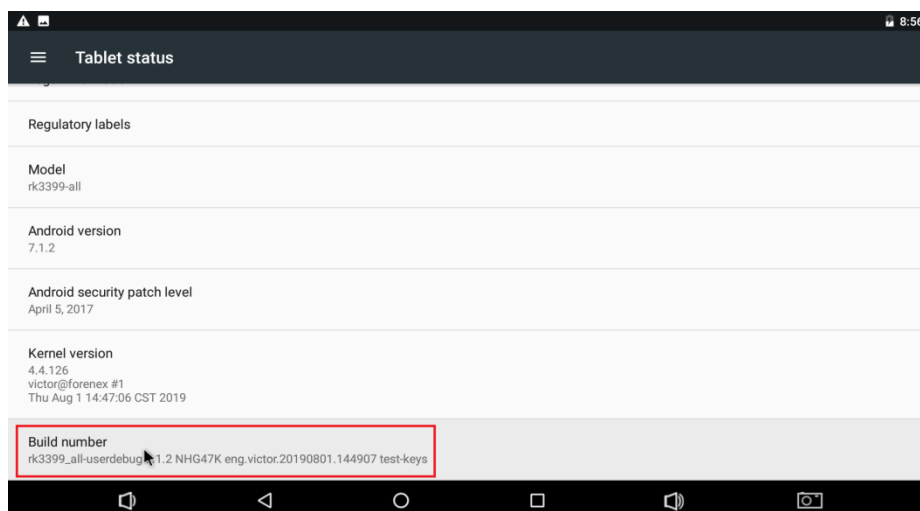 8:56
Tablet status
Regulatory labels
Model
rk3399-all
Android version
7.1.2
Android security patch level
April 5, 2017
Kernel version
4.4.126
victor@forenex #1
Thu Aug 1 14:47:06 CST 2019
Build number
rk3399_all-userdebug 1.2 NHG47K eng.victor.20190801.144907 test-keys